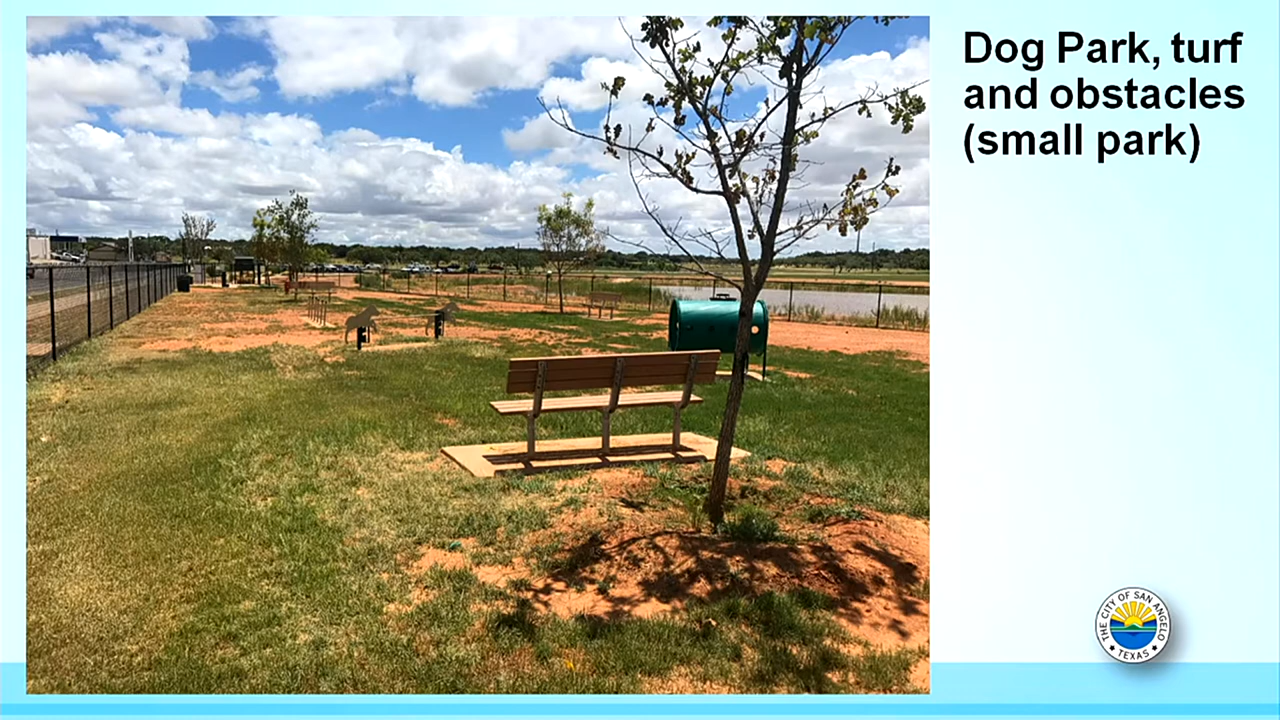 Dog Park, turf
and obstacles
(small park)
THE CITY OF SAN ANGELO
TEXAS